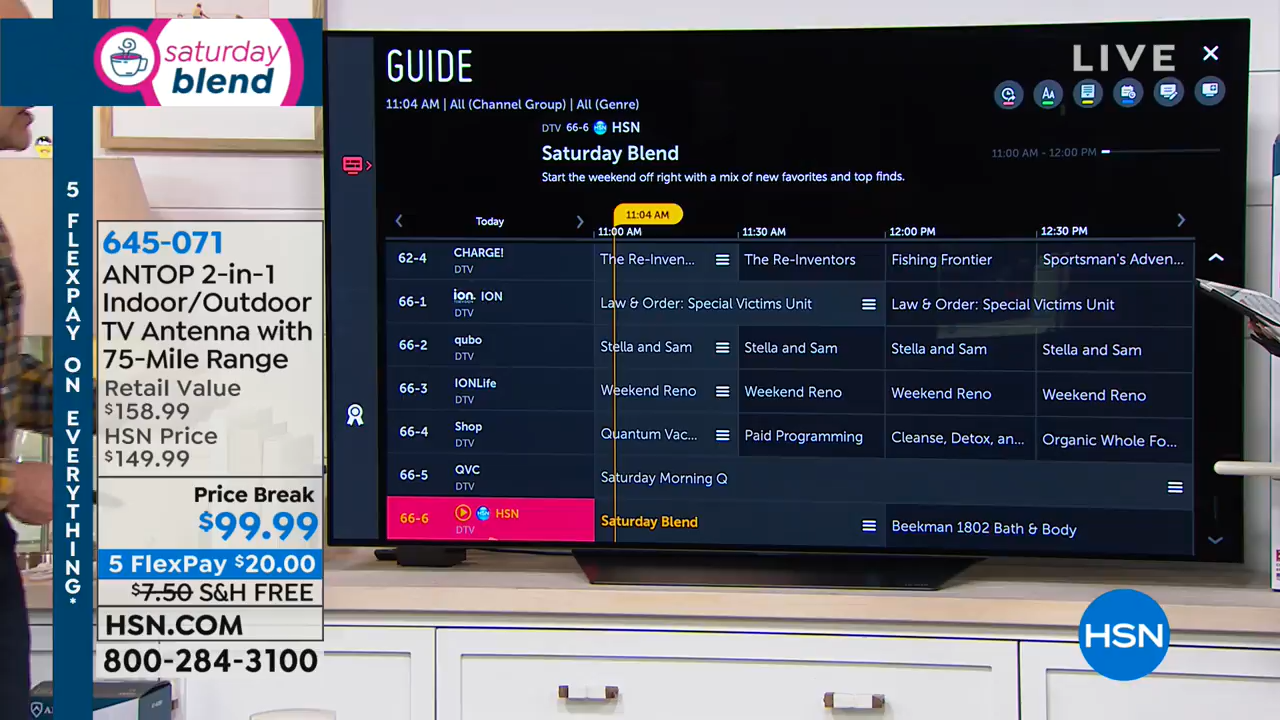 saturday
blend
5 FLEXPAY ON EVERYTHING*
645-071
ANTOP 2-in-1
Indoor/Outdoor
TV Antenna with
75-Mile Range
Retail Value
$158.99
HSN Price
$149.99
Price Break
$99.99
5 FlexPay $20.00
$7.50 S&H FREE
HSN.COM
800-284-3100
GUIDE
LIVE
11:04 AM | All (Channel Group) | All (Genre)
DTV 66-6 HSN
Saturday Blend
11:00 AM - 12:00 PM
Start the weekend off right with a mix of new favorites and top finds.
Today
11:04 AM
11:00 AM 11:30 AM 12:00 PM 12:30 PM
62-4 CHARGE! DTV The Re-Inven... The Re-Inventors Fishing Frontier Sportsman's Adven...
66-1 ion ION DTV Law & Order: Special Victims Unit Law & Order: Special Victims Unit
66-2 qubo DTV Stella and Sam Stella and Sam Stella and Sam Stella and Sam
66-3 IONLife DTV Weekend Reno Weekend Reno Weekend Reno Weekend Reno
66-4 Shop DTV Quantum Vac... Paid Programming Cleanse, Detox, an... Organic Whole Fo...
66-5 QVC DTV Saturday Morning Q
66-6 HSN DTV Saturday Blend Beekman 1802 Bath & Body
HSN